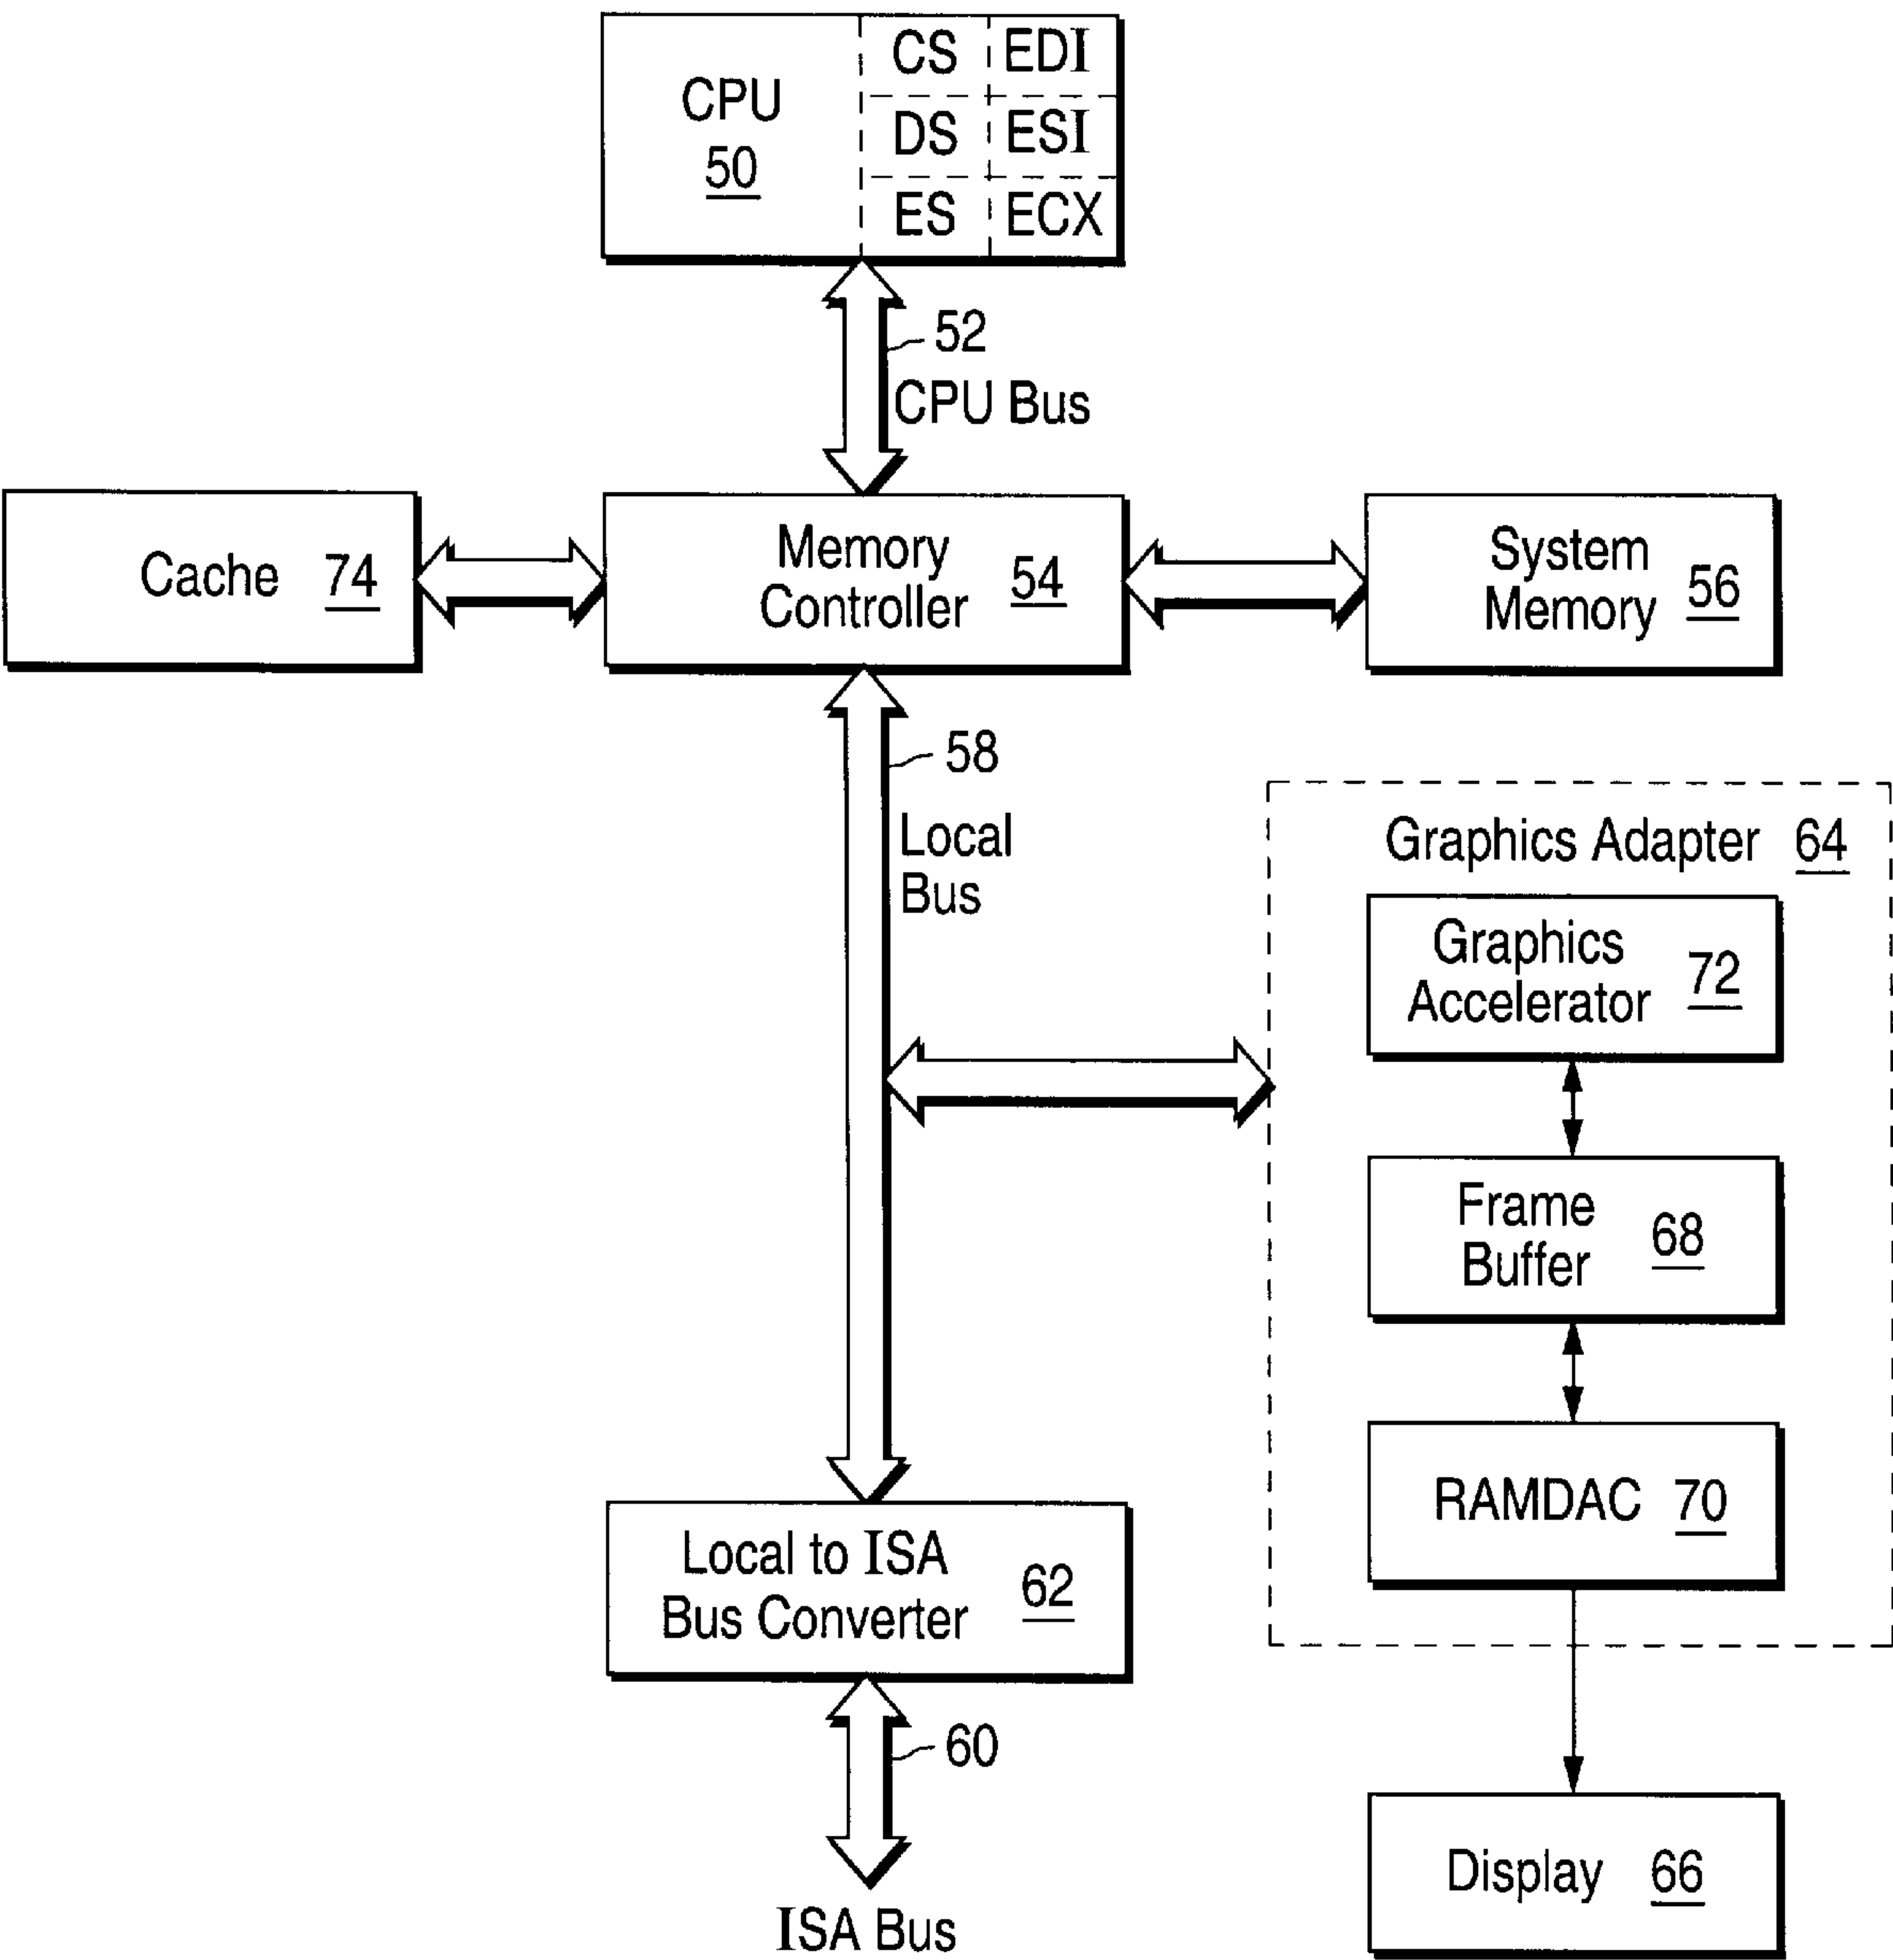 CPU
50
CS EDI
DS ESI
ES ECX
52
CPU Bus
Cache 74
Memory
Controller 54
System
Memory 56
58
Local
Bus
Graphics Adapter 64
Graphics
Accelerator 72
Frame
Buffer 68
RAMDAC 70
Local to ISA
Bus Converter 62
60
ISA Bus
Display 66